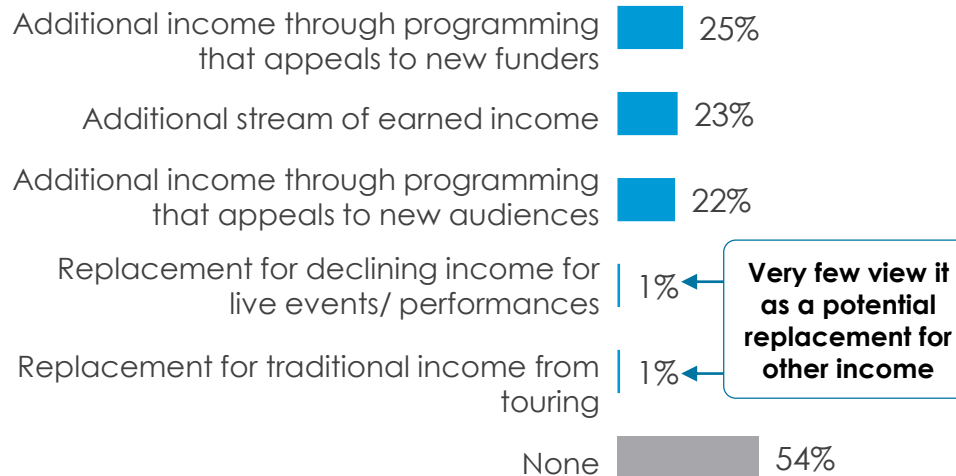 Additional income through programming
that appeals to new funders
25%
Additional stream of earned income
23%
Additional income through programming
that appeals to new audiences
22%
Replacement for declining income for
live events/ performances
1%
Replacement for traditional income from
touring
1%
Very few view it
as a potential
replacement for
other income
None
54%